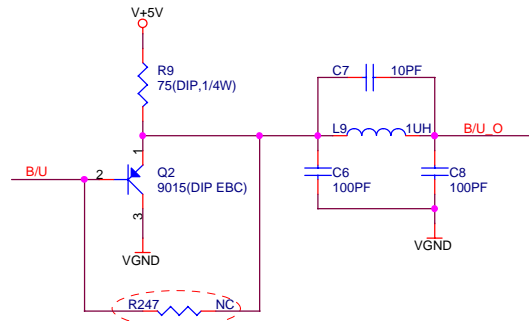 V+5V
R9
75(DIP,1/4W)
C7 10PF
L9 1UH B/U_O
1
B/U 2 Q2
9015(DIP EBC)
3
C6
100PF
C8
100PF
VGND VGND
R247 NC